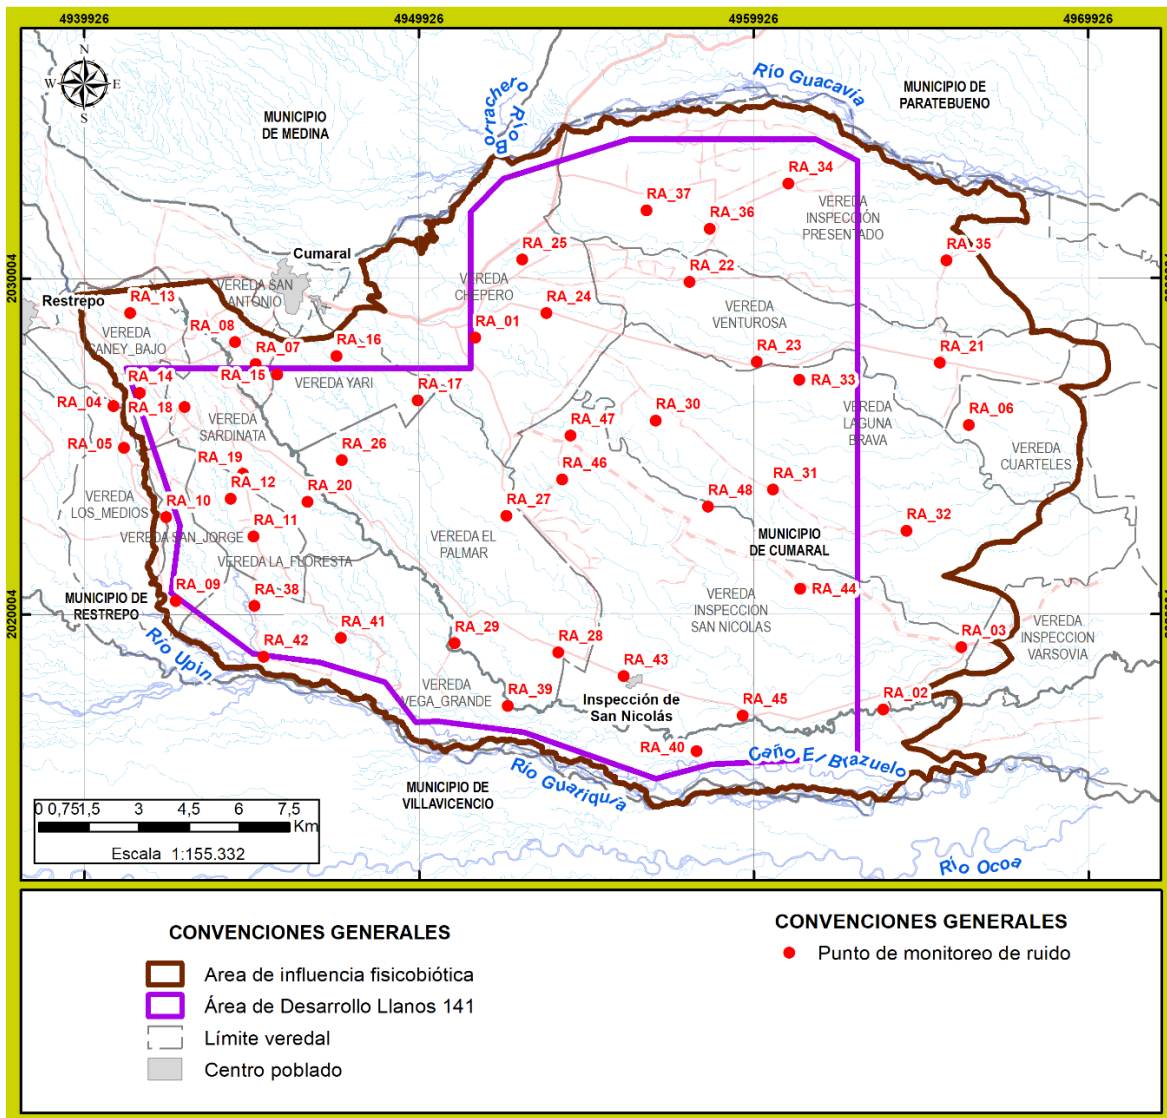 4939926
4949926
4959926
4969926
N
W
E
S
Río Guacavía
MUNICIPIO DE
PARATEBUENO
MUNICIPIO
DE MEDINA
Río Borrachero
RA_34
RA_37
RA_36
VEREDA
INSPECCIÓN
PRESENTADO
RA_25
RA_35
Cumaral
2030004
VEREDA SAN
ANTONIO
VEREDA
CHEPERO
RA_22
Restrepo
RA_13
RA_24
VEREDA
SANEY_BAJO
RA_08
RA_01
VEREDA
VENTUROSA
RA_07
RA_16
RA_23
RA_21
RA_14
RA_15
VEREDA YARI
RA_17
RA_33
RA_04
RA_18
RA_30
VEREDA
LAGUNA
BRAVA
RA_06
VEREDA
SARDINATA
RA_47
RA_05
RA_26
VEREDA
CUARTELES
RA_19
RA_46
RA_31
RA_12
RA_20
VEREDA
LOS_MEDIOS
RA_10
RA_27
RA_48
RA_11
RA_32
VEREDA SAN_JORGE
VEREDA EL
PALMAR
MUNICIPIO
DE CUMARAL
VEREDA LA_FLORESTA
RA_09
RA_38
RA_44
MUNICIPIO DE
RESTREPO
VEREDA
INSPECCION
SAN NICOLAS
2020004
RA_41
RA_29
RA_28
RA_03
VEREDA
INSPECCION
VARSOVIA
Río Upín
RA_42
RA_43
VEREDA
VEGA_GRANDE
RA_39
Inspección de
San Nicolás
RA_45
RA_02
RA_40
Caño El Brazuelo
Río Guatiquía
MUNICIPIO DE
VILLAVICENCIO
0 0,75 1,5 3 4,5 6 7,5
Km
Escala 1:155.332
Río Ocoa
CONVENCIONES GENERALES
Area de influencia fisicobiótica
Área de Desarrollo Llanos 141
Límite veredal
Centro poblado
CONVENCIONES GENERALES
Punto de monitoreo de ruido